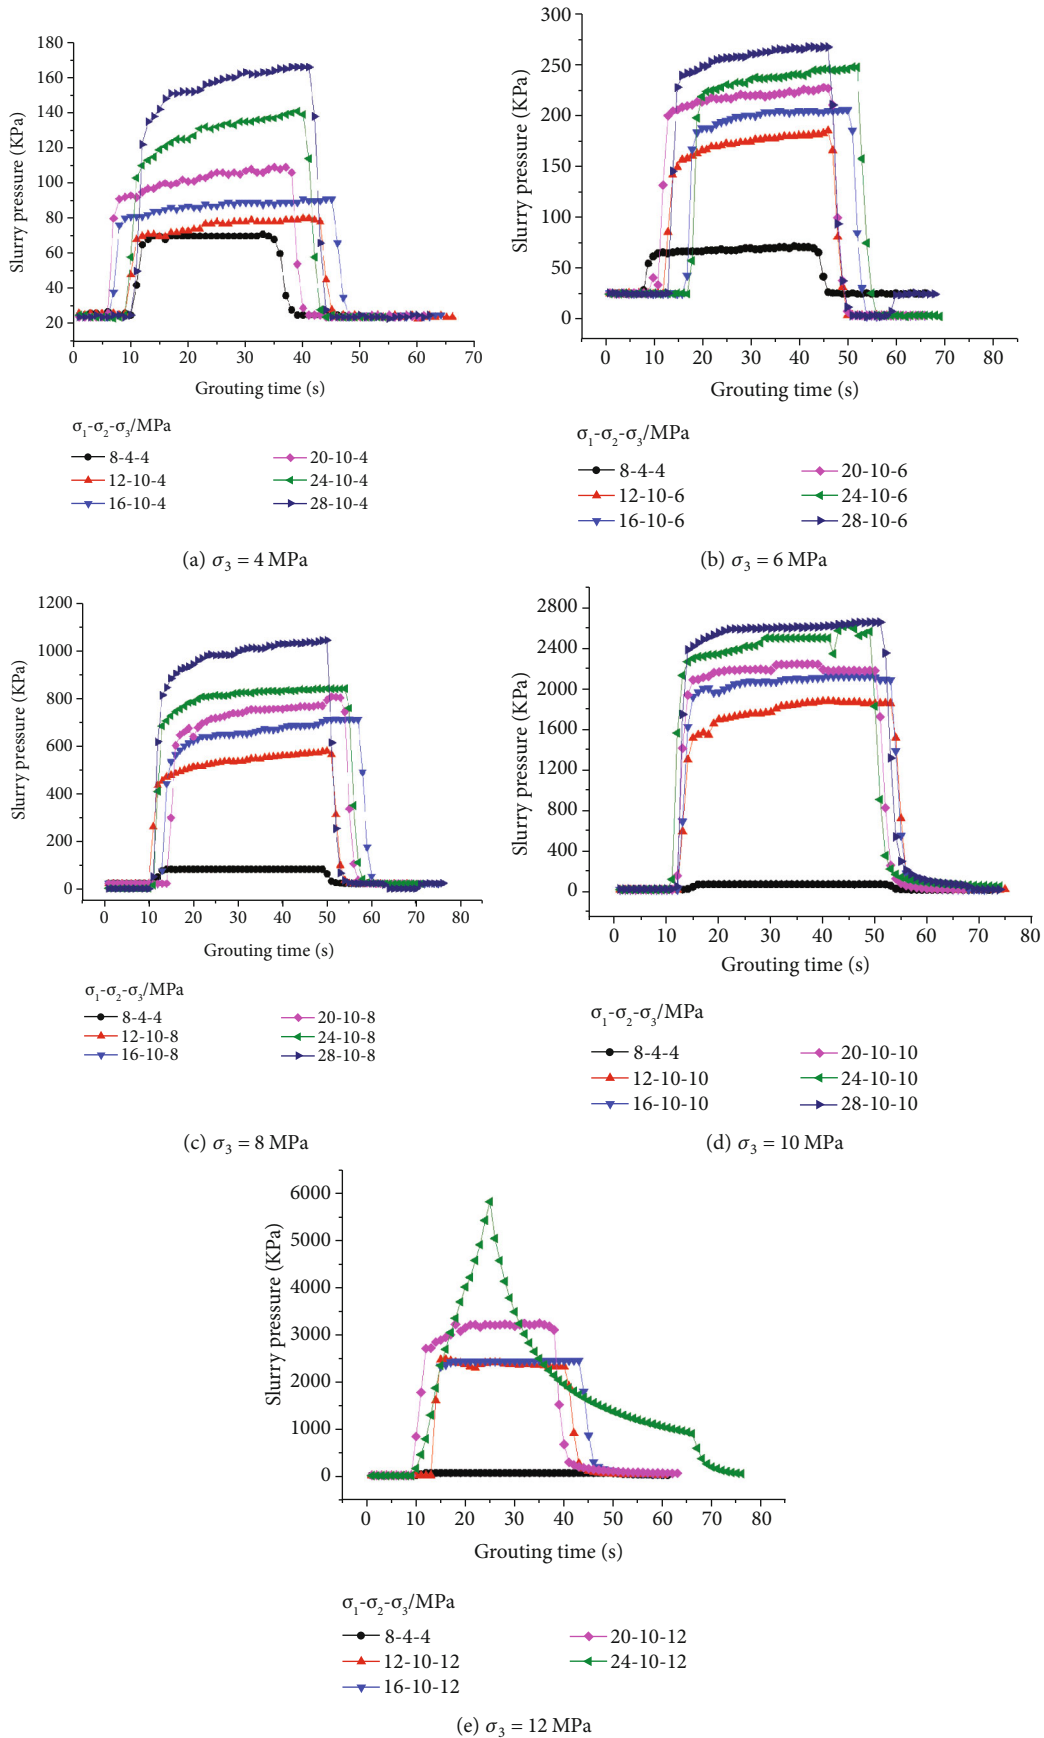 180
160
140
120
100
80
60
40
20
Slurry pressure (KPa)
0 10 20 30 40 50 60 70
Grouting time (s)
σ₁-σ₂-σ₃/MPa
8-4-4
12-10-4
16-10-4
20-10-4
24-10-4
28-10-4
(a) σ₃ = 4 MPa
300
250
200
150
100
50
0
Slurry pressure (KPa)
0 10 20 30 40 50 60 70 80
Grouting time (s)
σ₁-σ₂-σ₃/MPa
8-4-4
12-10-6
16-10-6
20-10-6
24-10-6
28-10-6
(b) σ₃ = 6 MPa
1200
1000
800
600
400
200
0
Slurry pressure (KPa)
0 10 20 30 40 50 60 70 80
Grouting time (s)
σ₁-σ₂-σ₃/MPa
8-4-4
12-10-8
16-10-8
20-10-8
24-10-8
28-10-8
(c) σ₃ = 8 MPa
2800
2400
2000
1600
1200
800
400
0
Slurry pressure (KPa)
0 10 20 30 40 50 60 70 80
Grouting time (s)
σ₁-σ₂-σ₃/MPa
8-4-4
12-10-10
16-10-10
20-10-10
24-10-10
28-10-10
(d) σ₃ = 10 MPa
6000
5000
4000
3000
2000
1000
0
Slurry pressure (KPa)
0 10 20 30 40 50 60 70 80
Grouting time (s)
σ₁-σ₂-σ₃/MPa
8-4-4
12-10-12
16-10-12
20-10-12
24-10-12
(e) σ₃ = 12 MPa